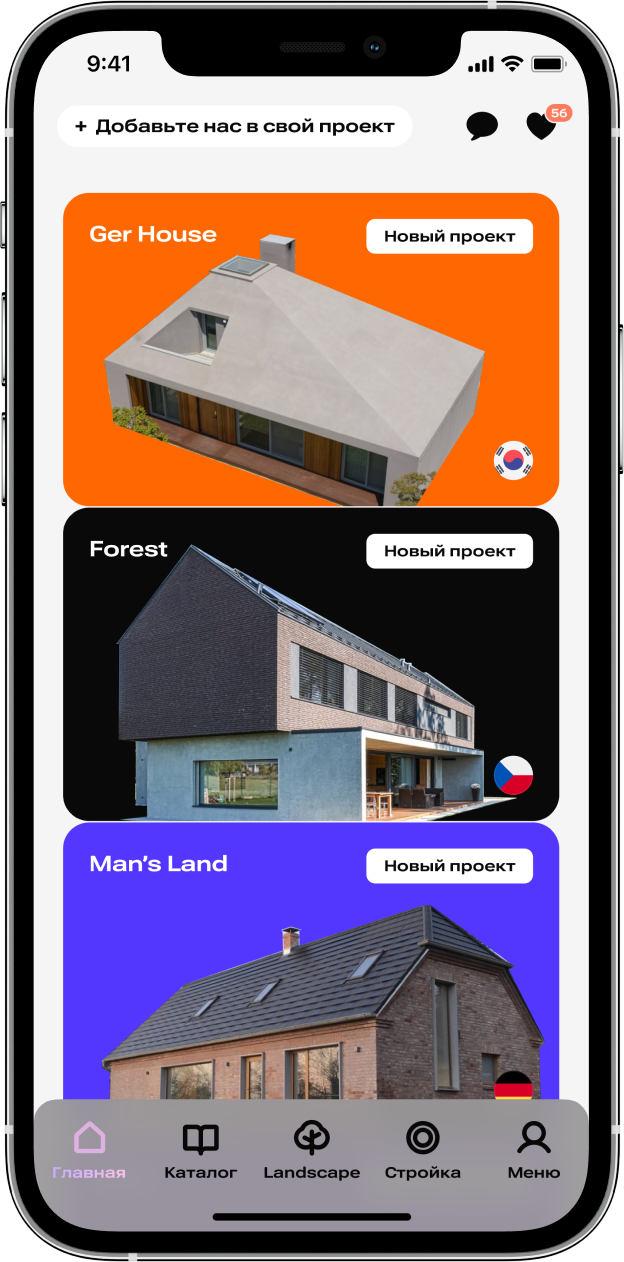 9:41
+ Добавьте нас в свой проект
56
Ger House
Новый проект
Forest
Новый проект
Man’s Land
Новый проект
Главная
Каталог
Landscape
Стройка
Меню